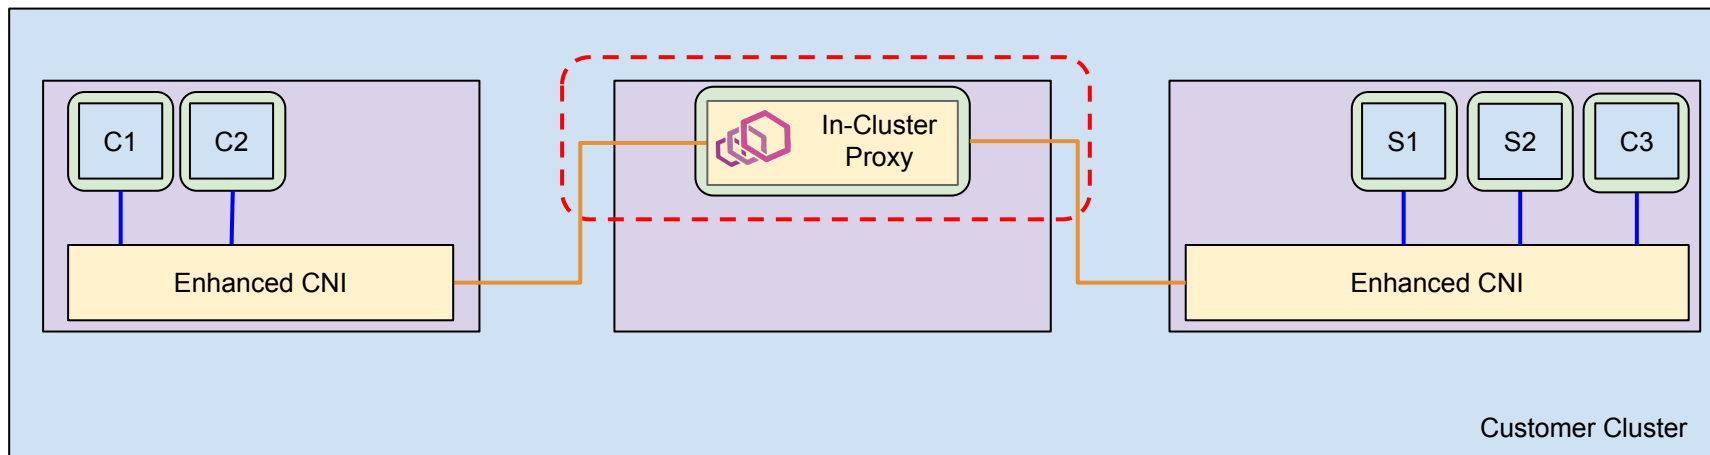 C1
C2
In-Cluster
Proxy
S1
S2
C3
Enhanced CNI
Enhanced CNI
Customer Cluster